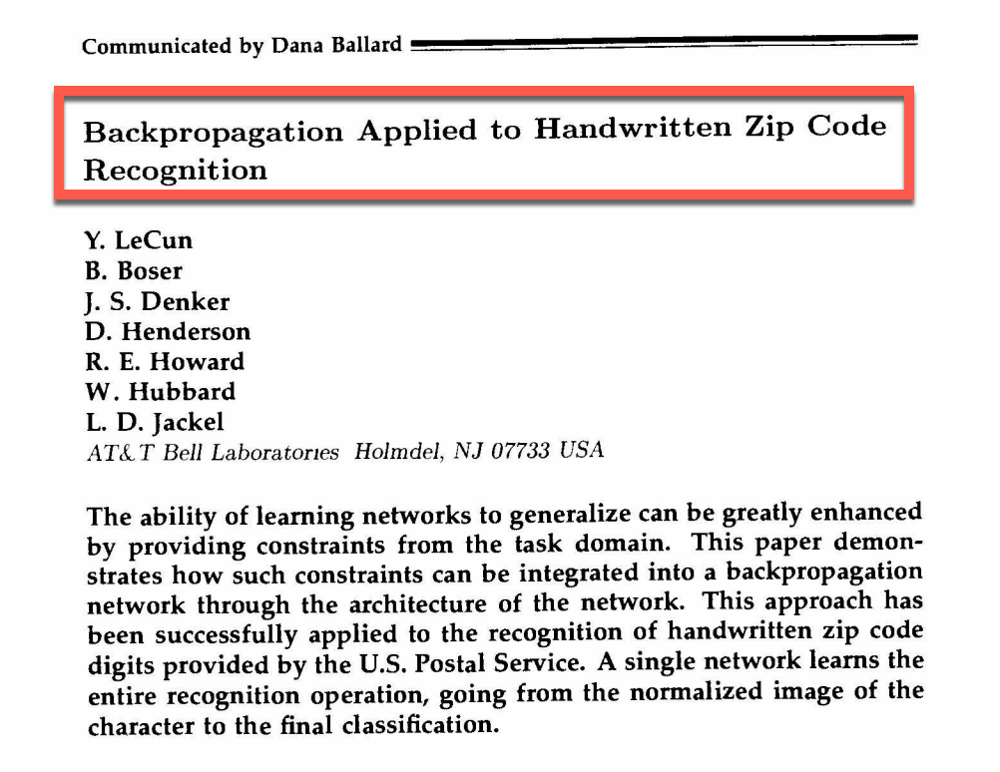 Communicated by Dana Ballard
Backpropagation Applied to Handwritten Zip Code
Recognition
Y. LeCun
B. Boser
J. S. Denker
D. Henderson
R. E. Howard
W. Hubbard
L. D. Jackel
AT&T Bell Laboratories Holmdel, NJ 07733 USA
The ability of learning networks to generalize can be greatly enhanced
by providing constraints from the task domain. This paper demon-
strates how such constraints can be integrated into a backpropagation
network through the architecture of the network. This approach has
been successfully applied to the recognition of handwritten zip code
digits provided by the U.S. Postal Service. A single network learns the
entire recognition operation, going from the normalized image of the
character to the final classification.